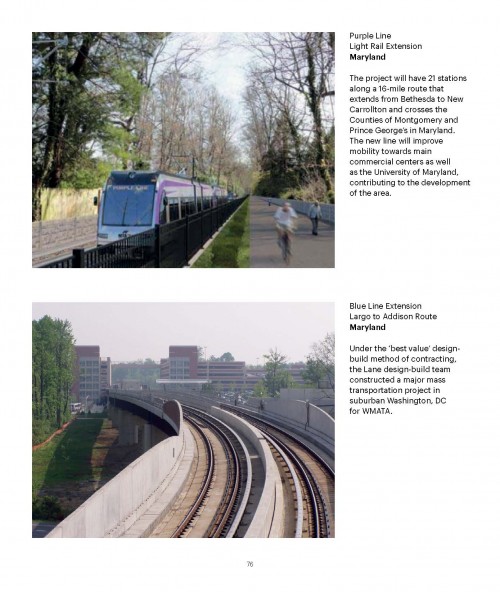 Purple Line
Light Rail Extension
Maryland
The project will have 21 stations
along a 16-mile route that
extends from Bethesda to New
Carrollton and crosses the
Counties of Montgomery and
Prince George's in Maryland.
The new line will improve
mobility towards main
commercial centers as well
as the University of Maryland,
contributing to the development
of the area.
PURPLE LINE
Blue Line Extension
Largo to Addison Route
Maryland
Under the 'best value' design-
build method of contracting,
the Lane design-build team
constructed a major mass
transportation project in
suburban Washington, DC
for WMATA.
76